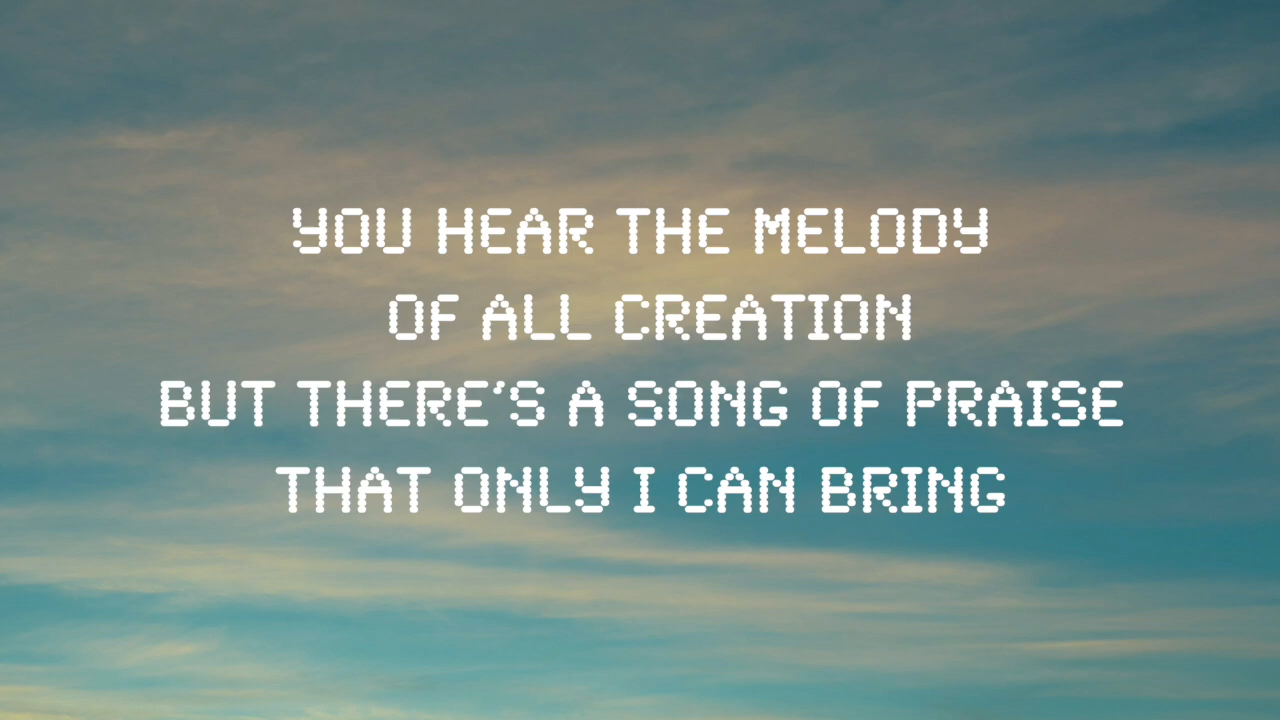 YOU HEAR THE MELODY
OF ALL CREATION
BUT THERE'S A SONG OF PRAISE
THAT ONLY I CAN BRING